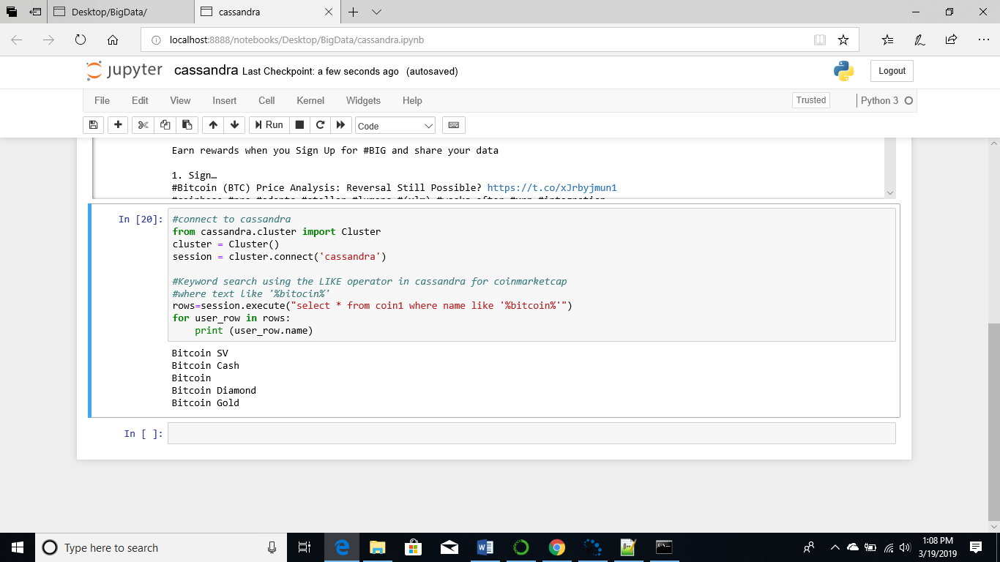 Desktop/BigData/
cassandra
localhost:8888/notebooks/Desktop/BigData/cassandra.ipynb
jupyter cassandra Last Checkpoint: a few seconds ago (autosaved)
Logout
File Edit View Insert Cell Kernel Widgets Help
Trusted
Python 3
Run
Code
Earn rewards when you Sign Up for #BIG and share your data
1. Sign…
#Bitcoin (BTC) Price Analysis: Reversal Still Possible? https://t.co/xJrbyjmun1
In [20]:
#connect to cassandra
from cassandra.cluster import Cluster
cluster = Cluster()
session = cluster.connect('cassandra')
#Keyword search using the LIKE operator in cassandra for coinmarketcap
#where text like '%bitocin%'
rows=session.execute("select * from coin1 where name like '%bitcoin%'")
for user_row in rows:
    print (user_row.name)
Bitcoin SV
Bitcoin Cash
Bitcoin
Bitcoin Diamond
Bitcoin Gold
In [ ]:
Type here to search
1:08 PM
3/19/2019